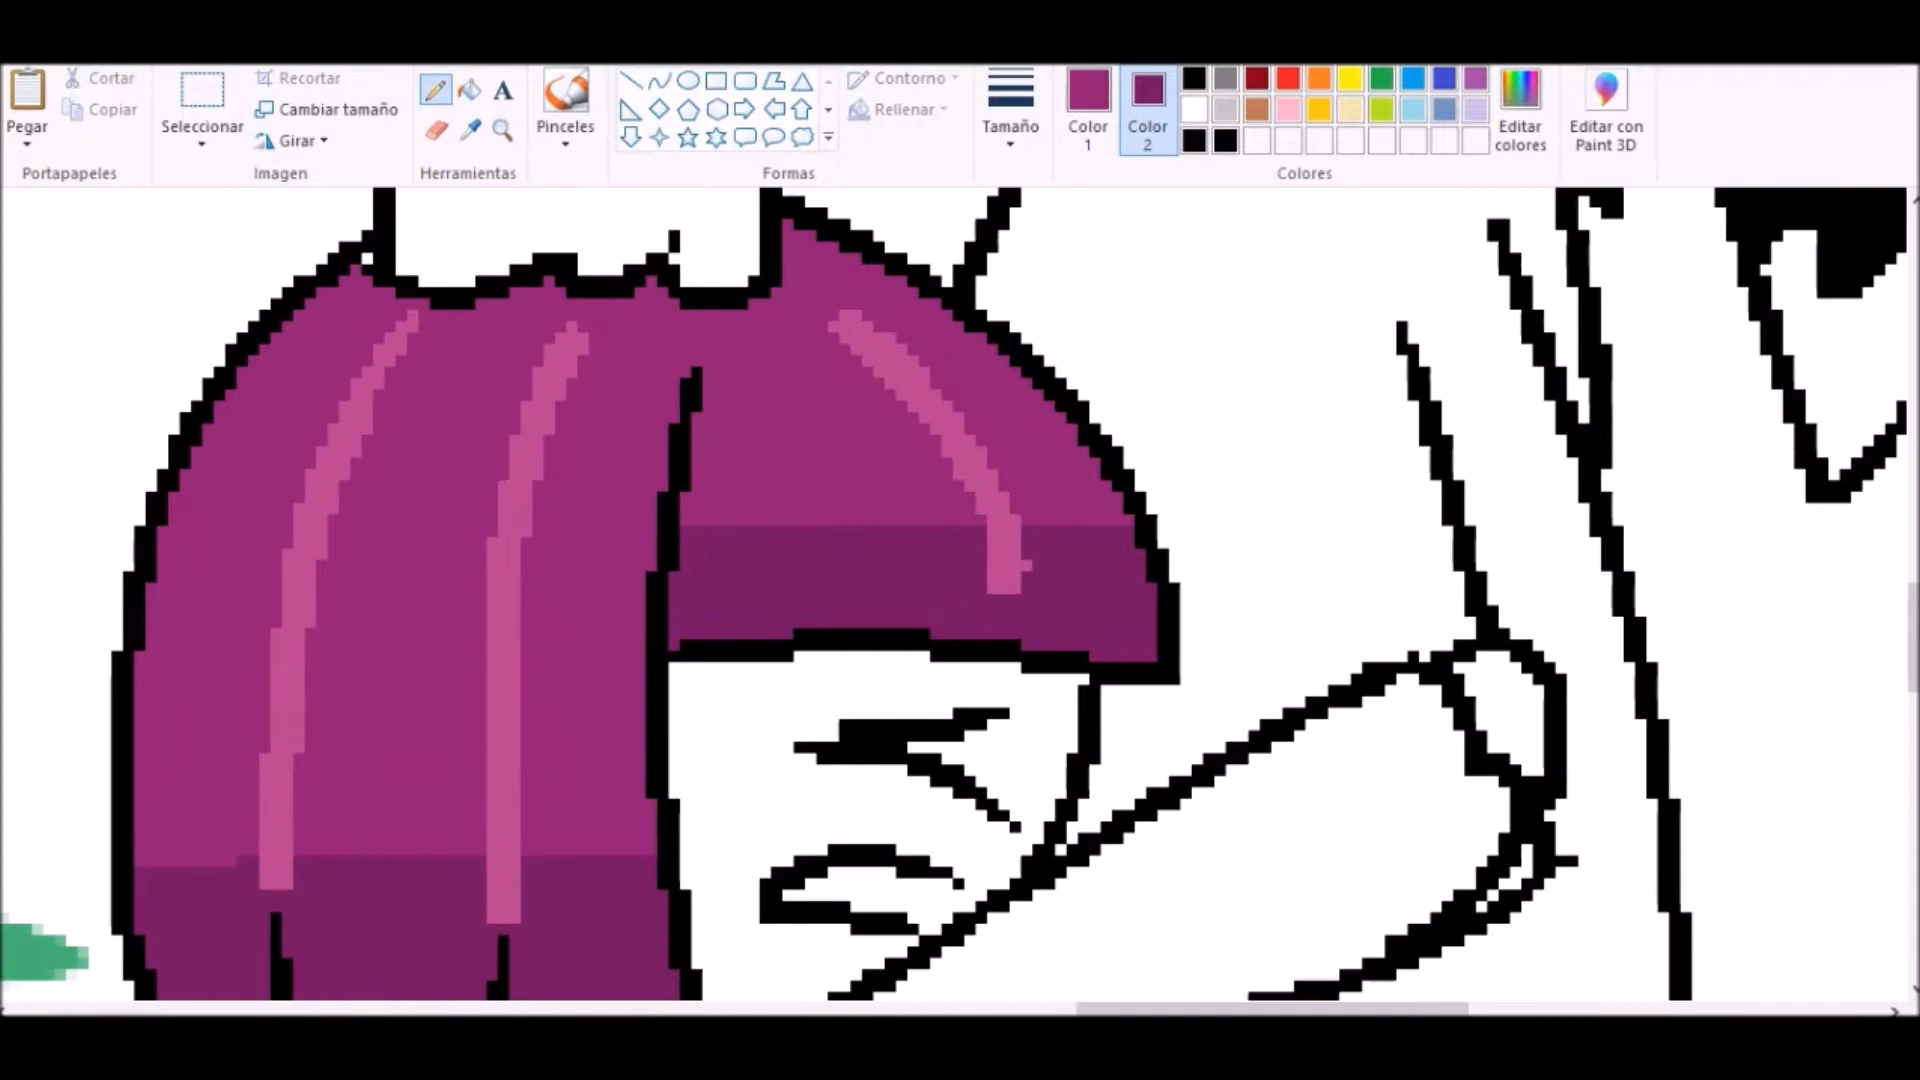 Cortar
Copiar
Pegar
Portapapeles
Seleccionar
Recortar
Cambiar tamaño
Girar
Imagen
A
Herramientas
Pinceles
Contorno
Rellenar
Formas
Tamaño
Color
1
Color
2
Editar
colores
Colores
Editar con
Paint 3D